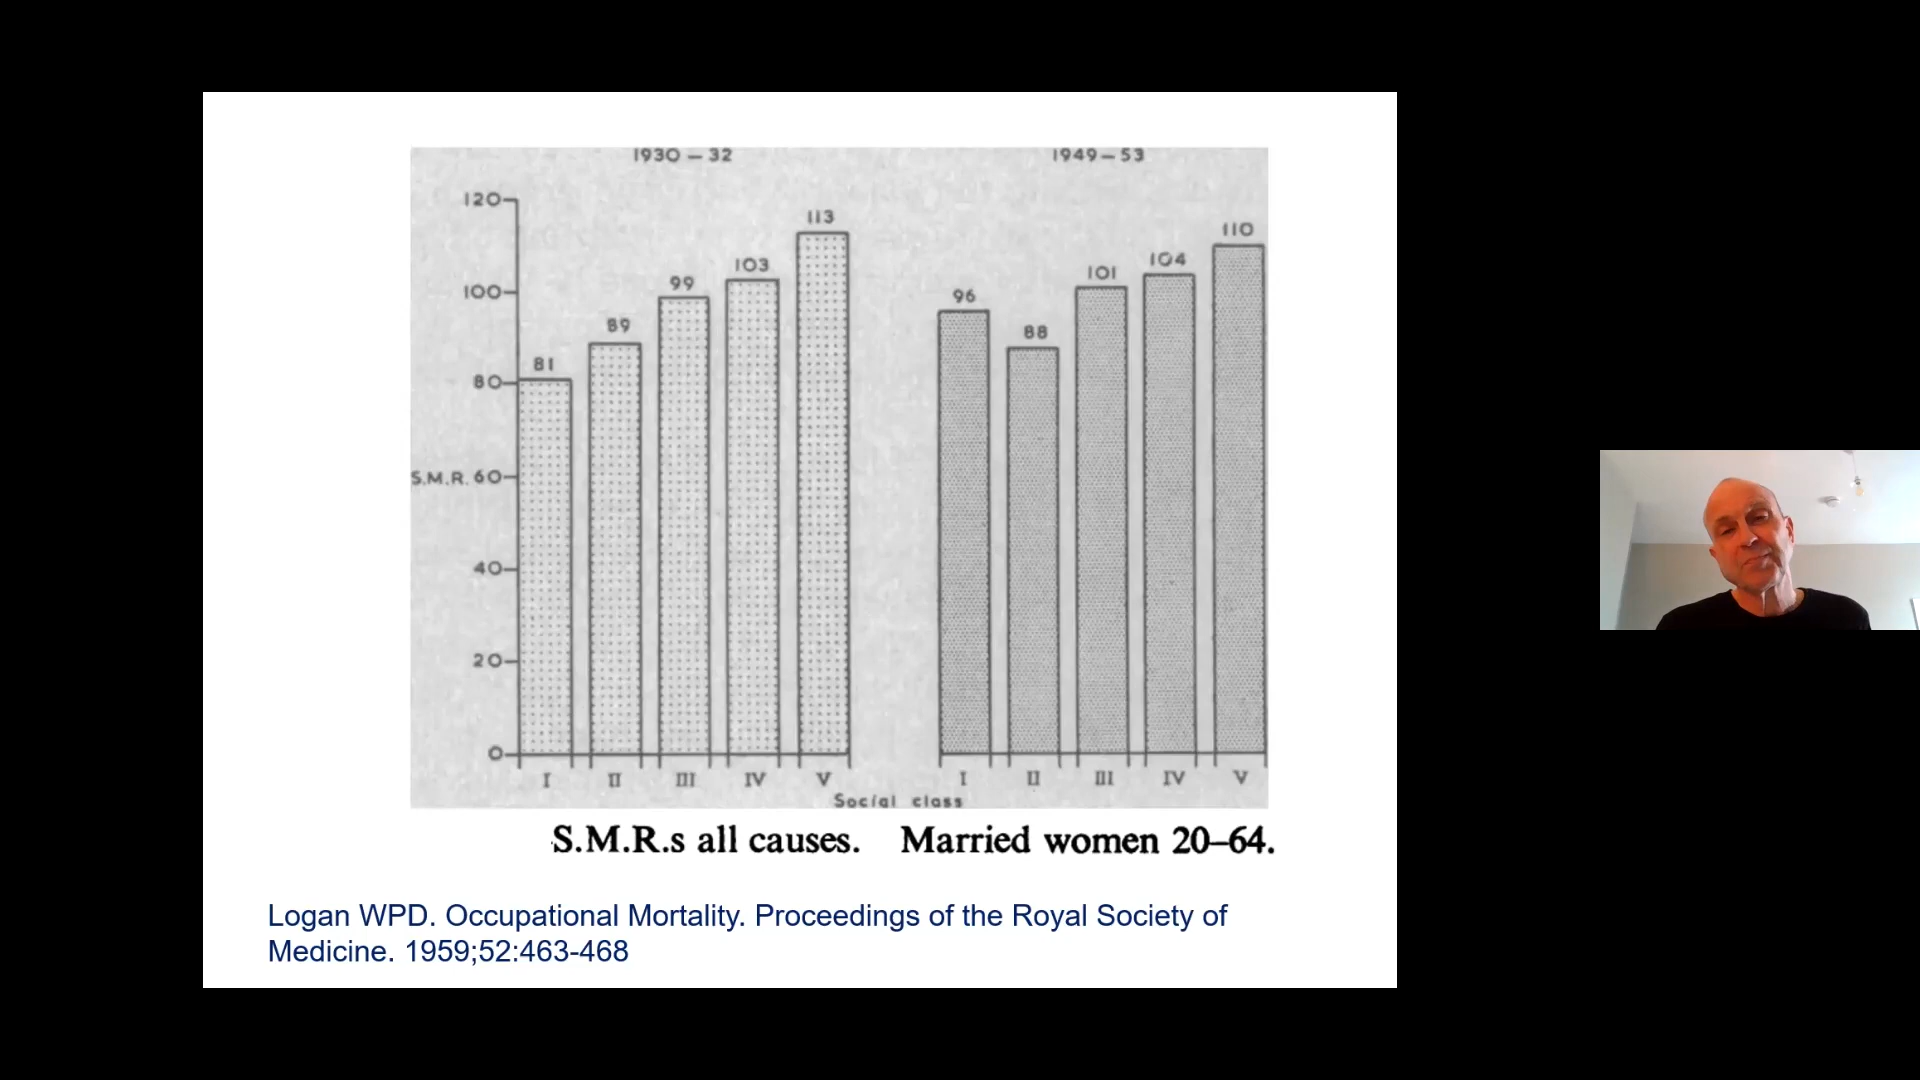 1930 – 32
1949 – 53
120
100
80
S.M.R. 60
40
20
0
81
89
99
103
113
96
88
101
104
110
I II III IV V
I II III IV V
Social class
S.M.R.s all causes. Married women 20–64.
Logan WPD. Occupational Mortality. Proceedings of the Royal Society of
Medicine. 1959;52:463-468